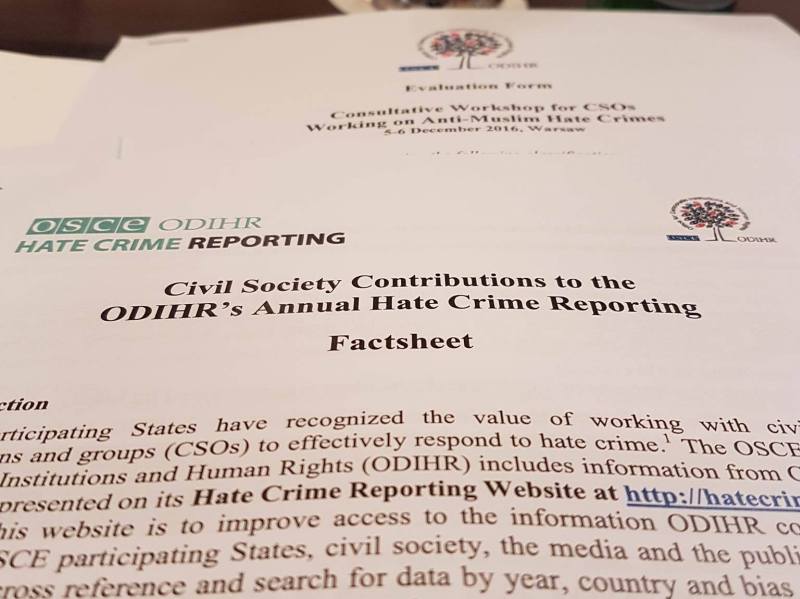 OSCE ODIHR
Evaluation Form
Consultative Workshop for CSOs
Working on Anti-Muslim Hate Crimes
5-6 December 2016, Warsaw
OSCE ODIHR
HATE CRIME REPORTING
OSCE ODIHR
Civil Society Contributions to the
ODIHR's Annual Hate Crime Reporting
Factsheet
ction
rticipating States have recognized the value of working with civi
ns and groups (CSOs) to effectively respond to hate crime.1 The OSCE
Institutions and Human Rights (ODIHR) includes information from C
presented on its Hate Crime Reporting Website at http://hatecrin
his website is to improve access to the information ODIHR co
SCE participating States, civil society, the media and the publi
ross reference and search for data by year, country and bias